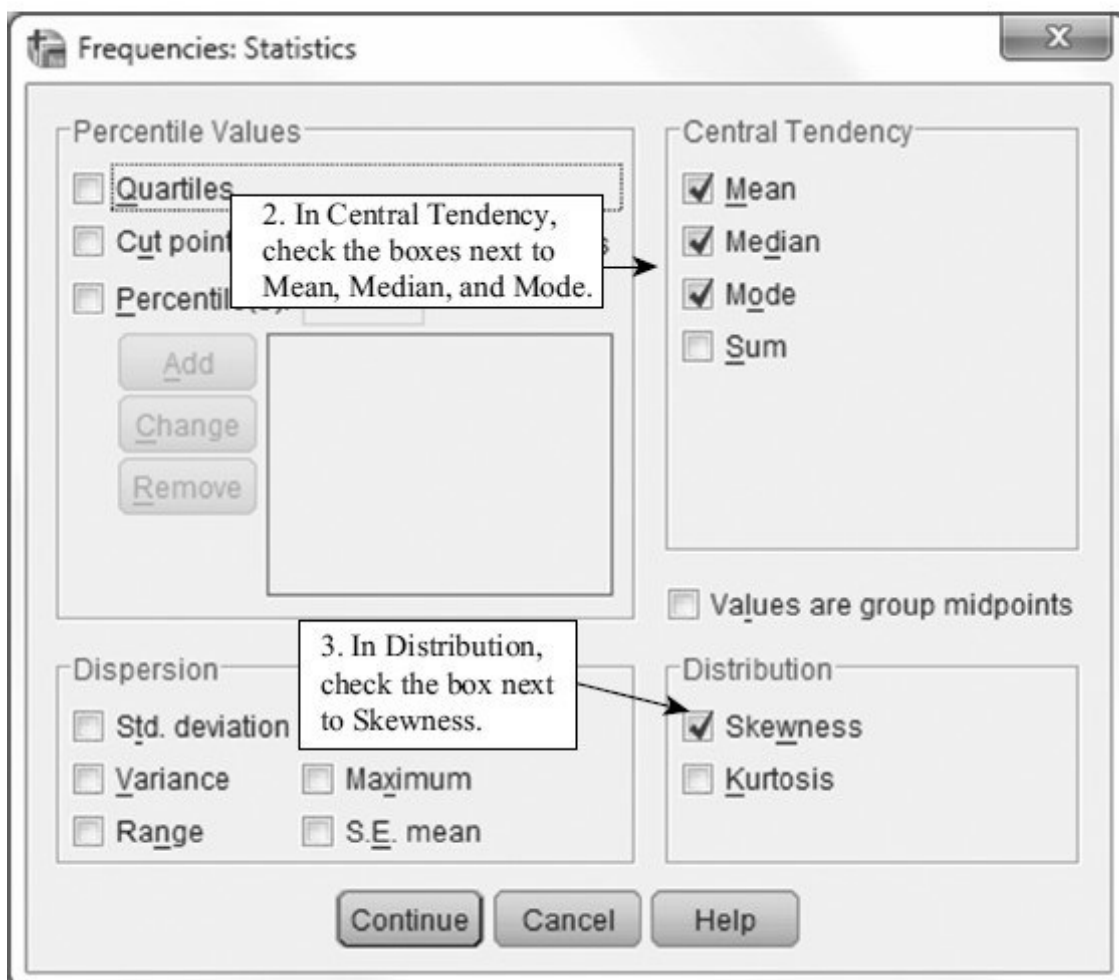 Frequencies: Statistics
Percentile Values
Quartiles
Cut point
2. In Central Tendency,
check the boxes next to
Mean, Median, and Mode.
Add
Change
Remove
Central Tendency
Mean
Median
Mode
Sum
Values are group midpoints
Dispersion
Std. deviation
Variance
Maximum
Range
S.E. mean
3. In Distribution,
check the box next
to Skewness.
Distribution
Skewness
Kurtosis
Continue
Cancel
Help